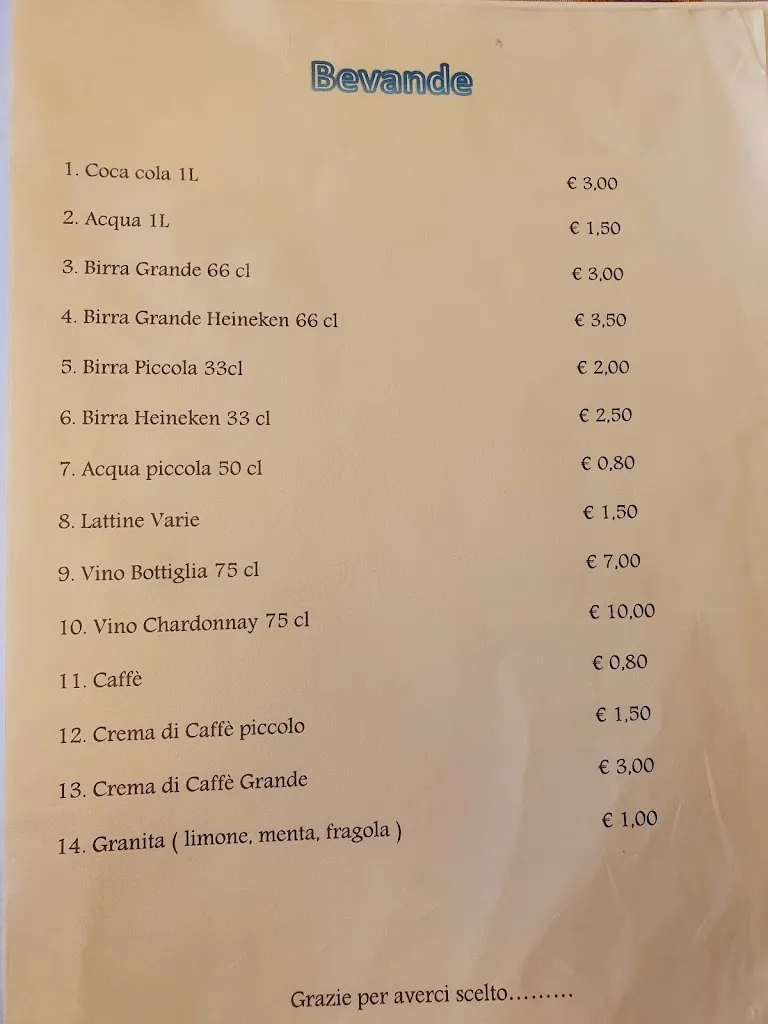 Bevande
1. Coca cola 1L € 3,00
2. Acqua 1L € 1,50
3. Birra Grande 66 cl € 3,00
4. Birra Grande Heineken 66 cl € 3,50
5. Birra Piccola 33cl € 2,00
6. Birra Heineken 33 cl € 2,50
7. Acqua piccola 50 cl € 0,80
8. Lattine Varie € 1,50
9. Vino Bottiglia 75 cl € 7,00
10. Vino Chardonnay 75 cl € 10,00
11. Caffè € 0,80
12. Crema di Caffè piccolo € 1,50
13. Crema di Caffè Grande € 3,00
14. Granita ( limone, menta, fragola ) € 1,00
Grazie per averci scelto.........